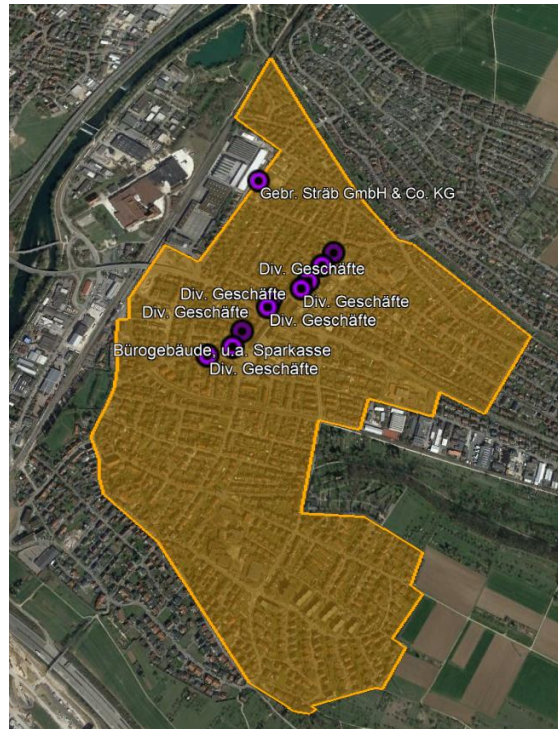 Gebr. Sträb GmbH & Co. KG
Div. Geschäfte
Div. Geschäfte
Div. Geschäfte
Div. Geschäfte
Div. Geschäfte
Bürogebäude, u.a. Sparkasse
Div. Geschäfte